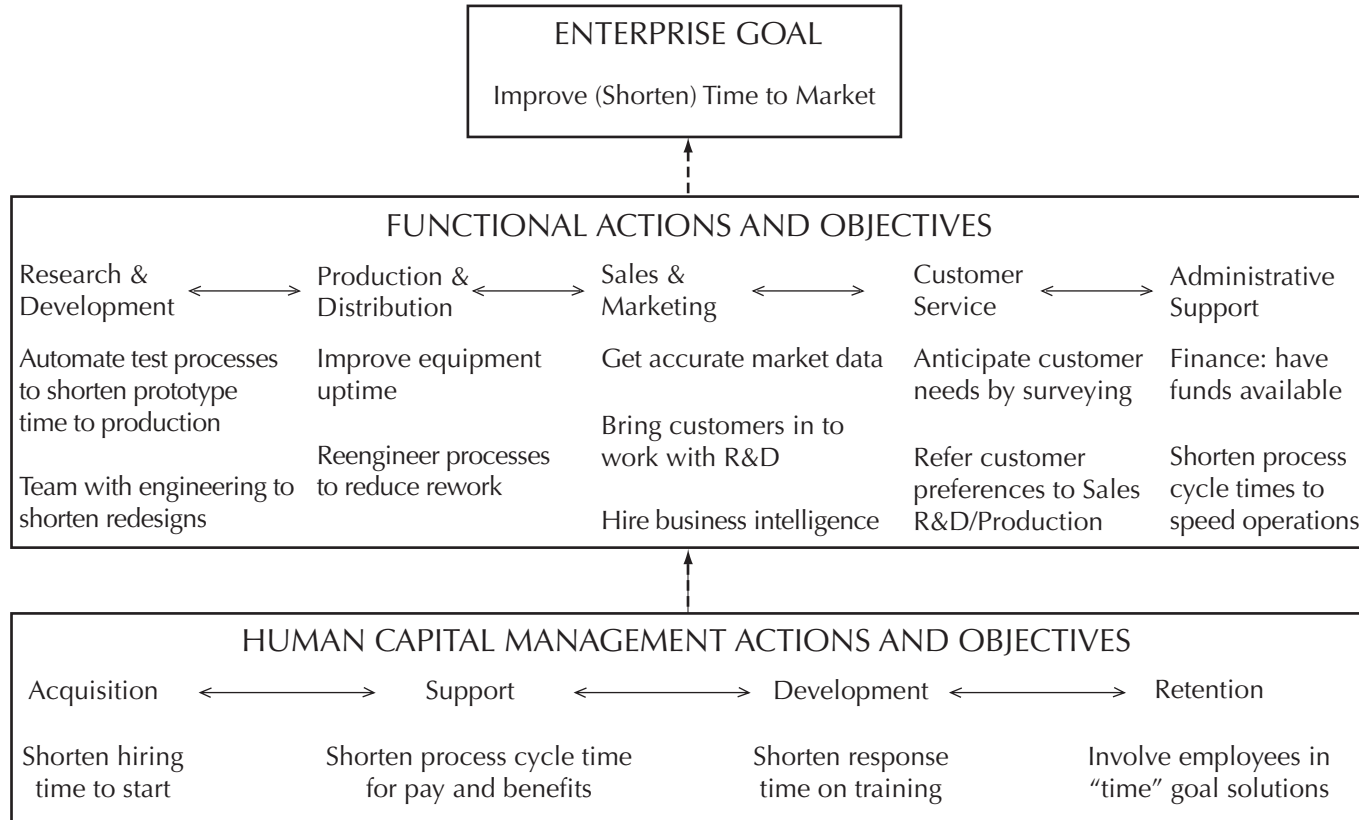 ENTERPRISE GOAL
Improve (Shorten) Time to Market
FUNCTIONAL ACTIONS AND OBJECTIVES
Research &
Development
Production &
Distribution
Sales &
Marketing
Customer
Service
Administrative
Support
Automate test processes
to shorten prototype
time to production
Team with engineering to
shorten redesigns
Improve equipment
uptime
Reengineer processes
to reduce rework
Get accurate market data
Bring customers in to
work with R&D
Hire business intelligence
Anticipate customer
needs by surveying
Refer customer
preferences to Sales
R&D/Production
Finance: have
funds available
Shorten process
cycle times to
speed operations
HUMAN CAPITAL MANAGEMENT ACTIONS AND OBJECTIVES
Acquisition
Support
Development
Retention
Shorten hiring
time to start
Shorten process cycle time
for pay and benefits
Shorten response
time on training
Involve employees in
“time” goal solutions